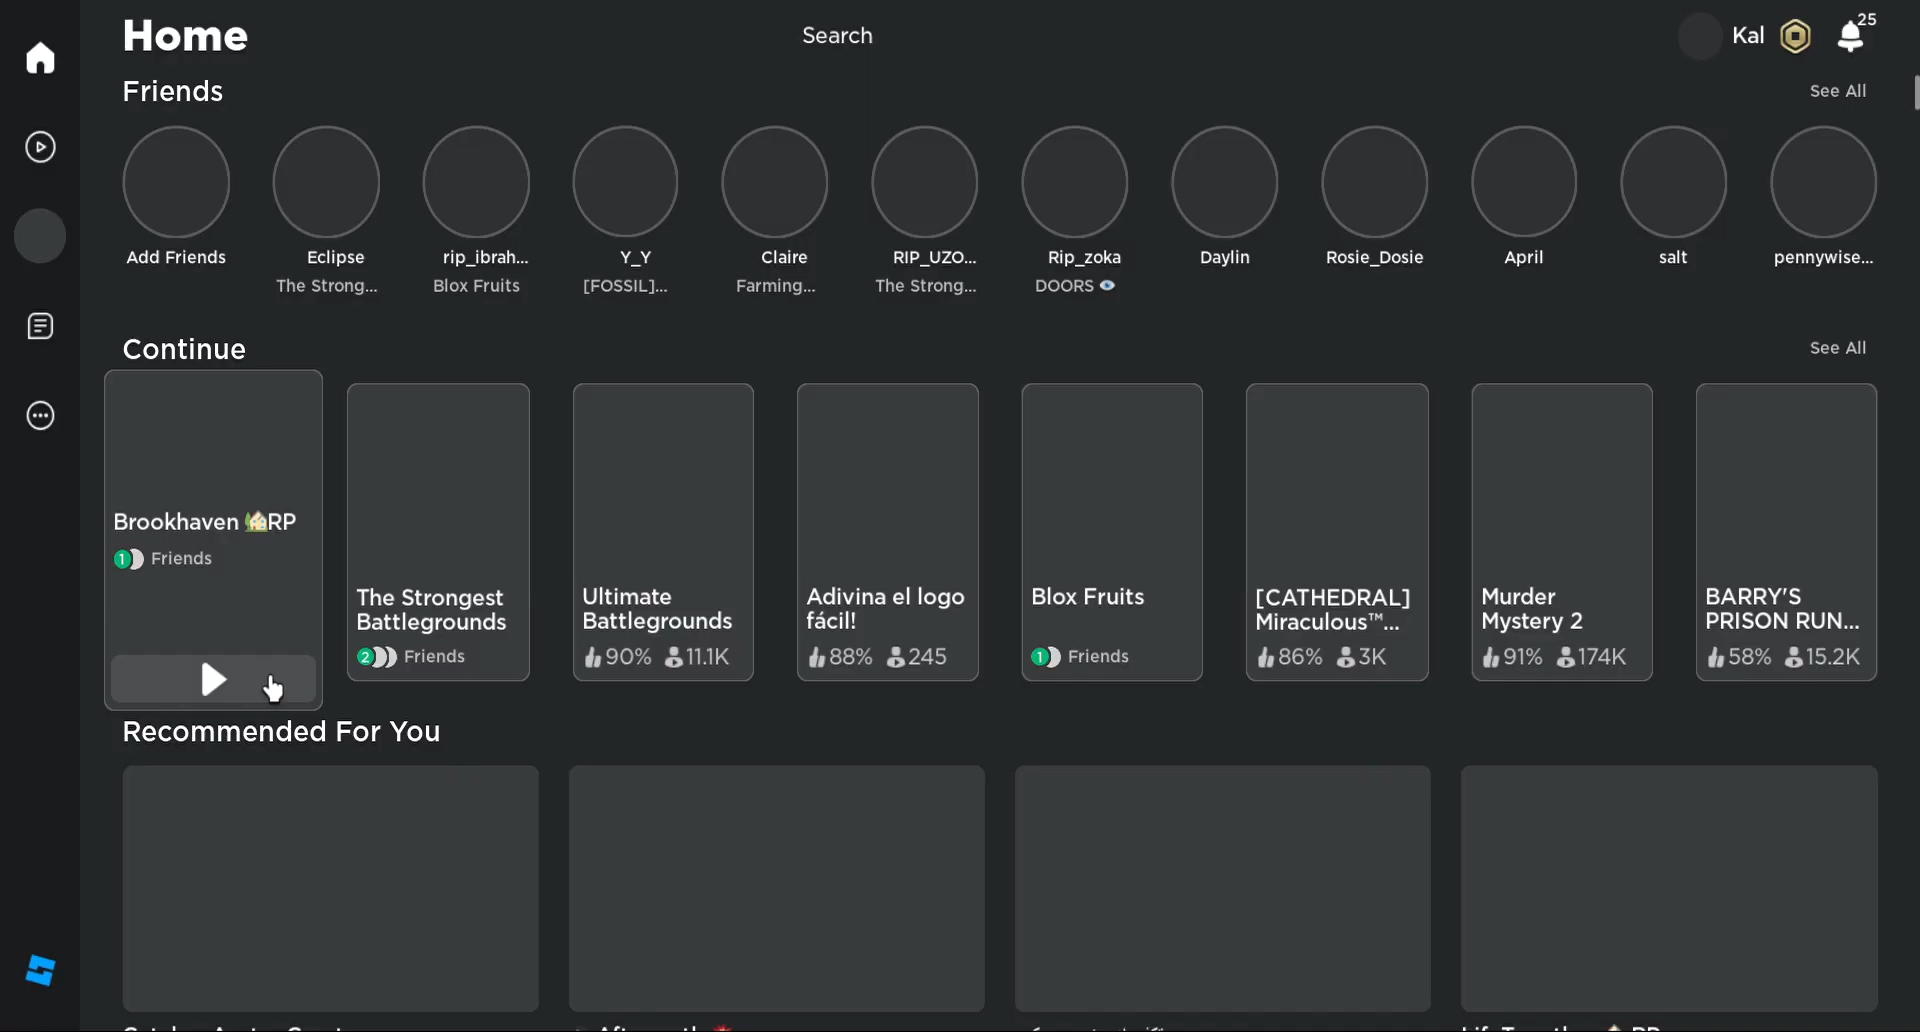 Home
Search
Kal
25
Friends
See All
Add Friends
Eclipse
rip_ibrah...
Y_Y
Claire
RIP_UZO...
Rip_zoka
Daylin
Rosie_Dosie
April
salt
pennywise...
The Strong...
Blox Fruits
[FOSSIL]...
Farming...
The Strong...
DOORS 👁️
Continue
See All
Brookhaven 🏡RP
1 Friends
The Strongest
Battlegrounds
2 Friends
Ultimate
Battlegrounds
90% 11.1K
Adivina el logo
fácil!
88% 245
Blox Fruits
1 Friends
[CATHEDRAL]
Miraculous™...
86% 3K
Murder
Mystery 2
91% 174K
BARRY'S
PRISON RUN...
58% 15.2K
Recommended For You